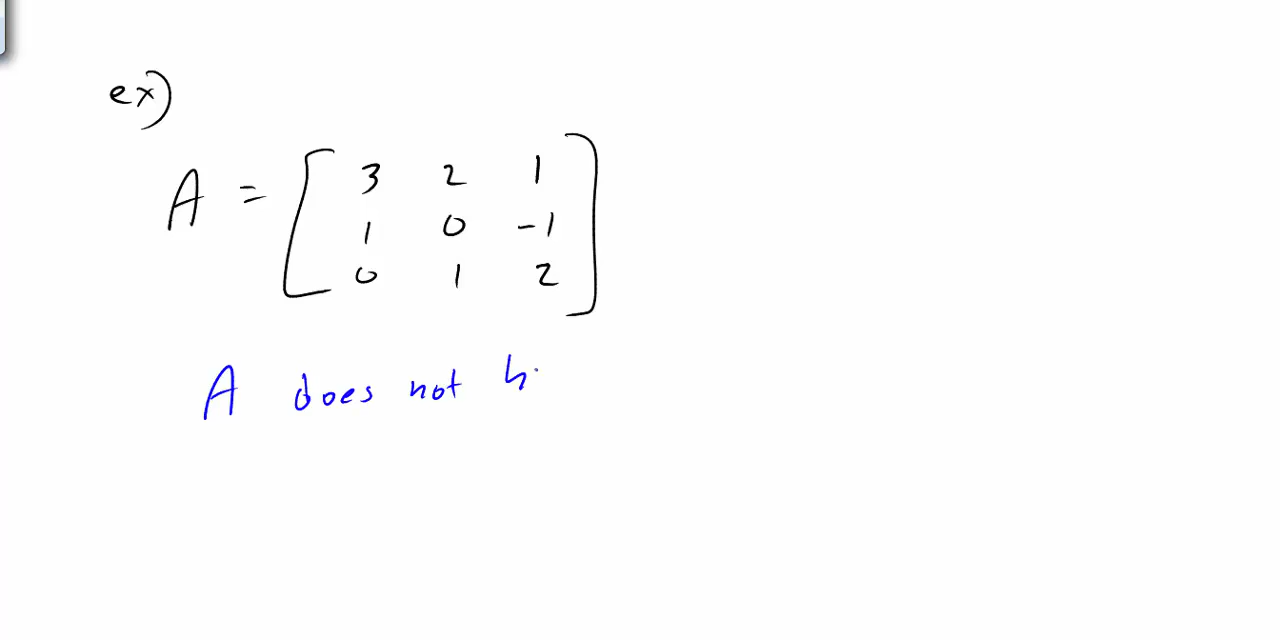 ex)
A = [ 3 2 1
1 0 -1
0 1 2 ]
A does not h